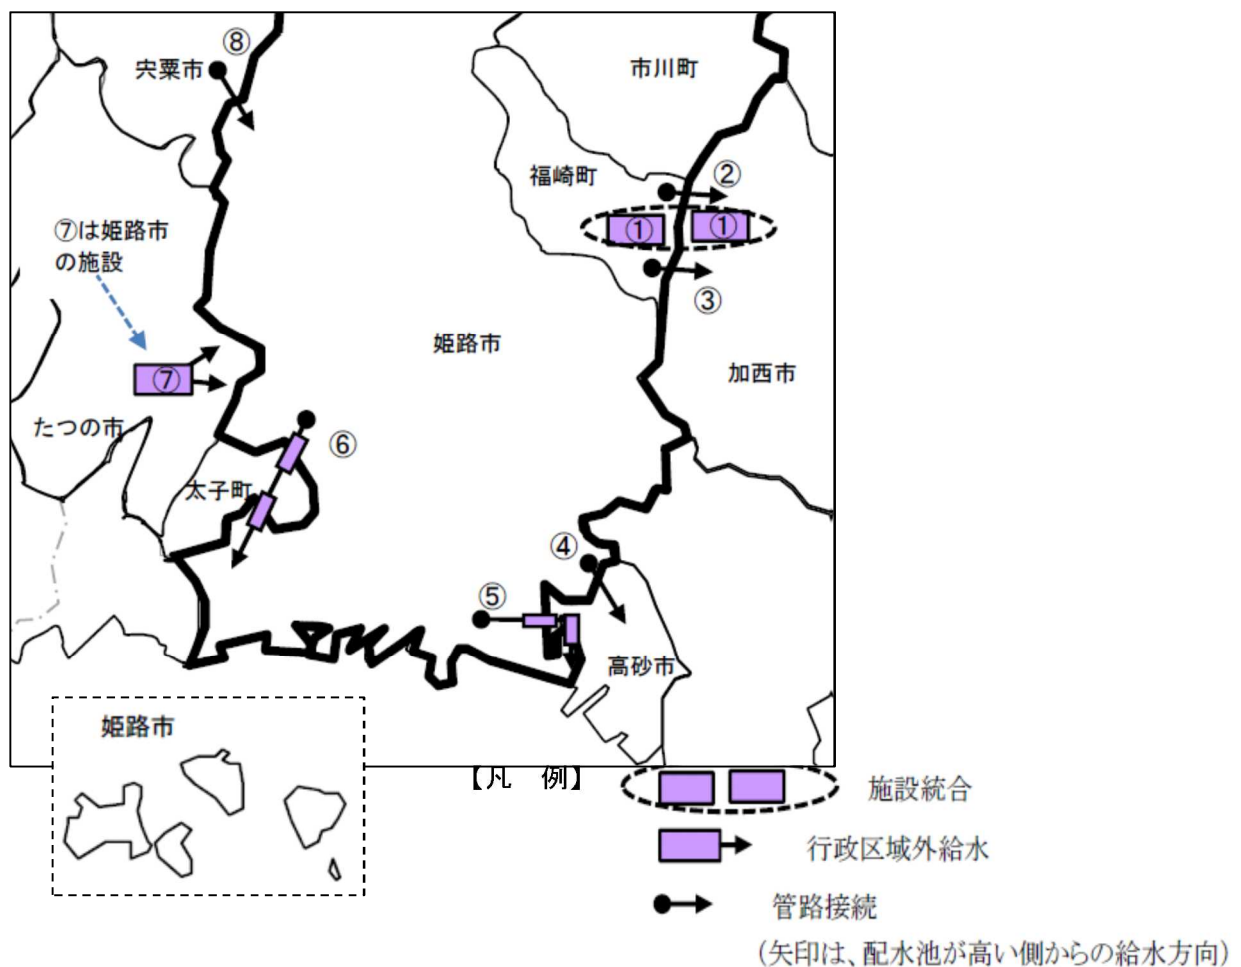 ⑧
宍粟市
市川町
福崎町
②
① ①
③
⑦は姫路市
の施設
姫路市
加西市
⑦
たつの市
⑥
太子町
④
⑤
高砂市
姫路市
【凡　例】
施設統合
行政区域外給水
管路接続
(矢印は、配水池が高い側からの給水方向)